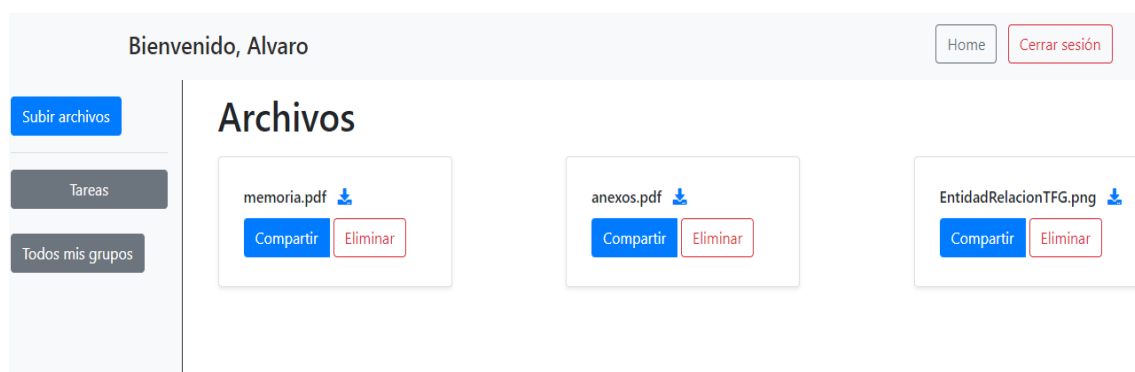 Bienvenido, Alvaro
Home
Cerrar sesión
Subir archivos
Tareas
Todos mis grupos
Archivos
memoria.pdf
Compartir
Eliminar
anexos.pdf
Compartir
Eliminar
EntidadRelacionTFG.png
Compartir
Eliminar